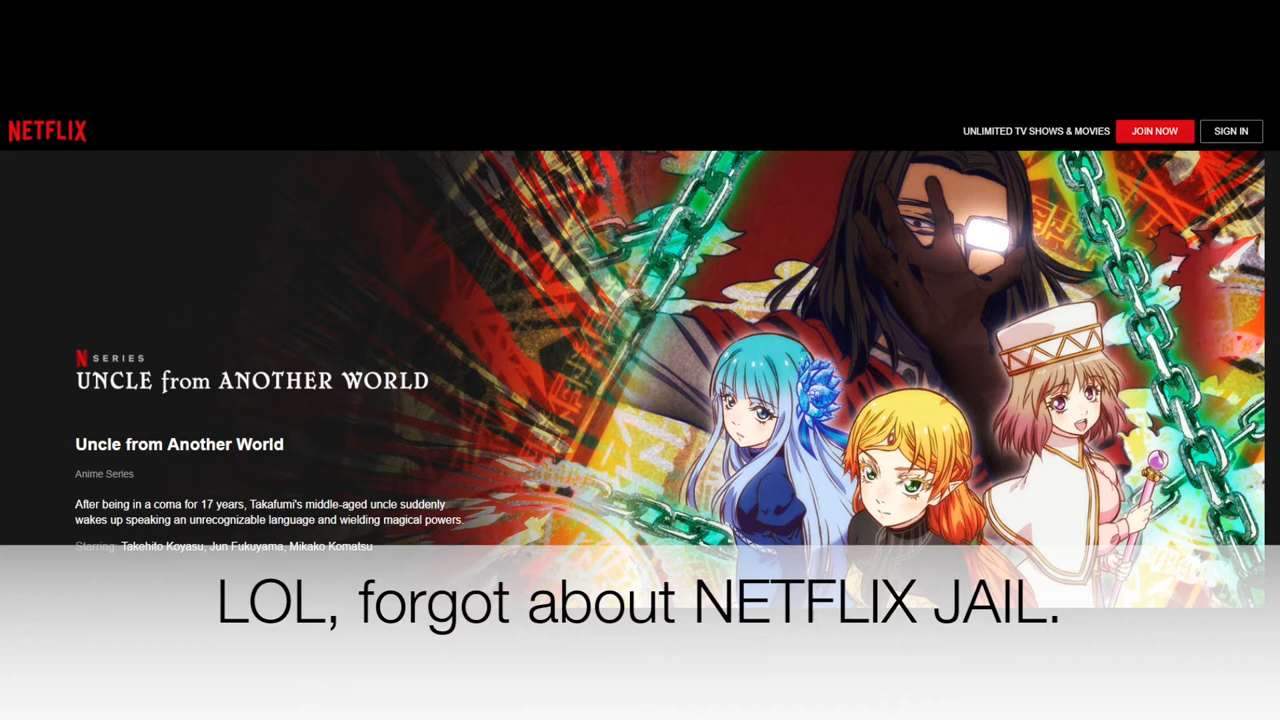 NETFLIX
UNLIMITED TV SHOWS & MOVIES JOIN NOW SIGN IN
N SERIES
UNCLE from ANOTHER WORLD
Uncle from Another World
Anime Series
After being in a coma for 17 years, Takafumi's middle-aged uncle suddenly
wakes up speaking an unrecognizable language and wielding magical powers.
Starring: Takehito Koyasu, Jun Fukuyama, Mikako Komatsu
LOL, forgot about NETFLIX JAIL.